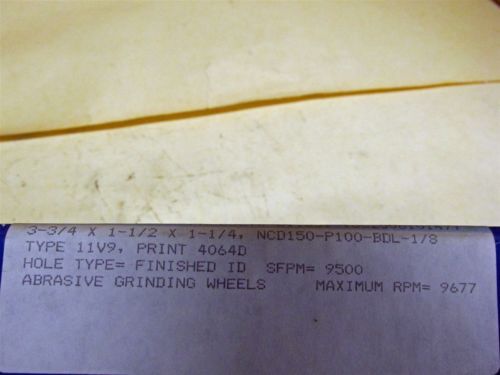 3-3/4 X 1-1/2 X 1-1/4, NCD150-P100-BDL-1/8
TYPE 11V9, PRINT 4064D
HOLE TYPE= FINISHED ID SFPM= 9500
ABRASIVE GRINDING WHEELS MAXIMUM RPM= 9677